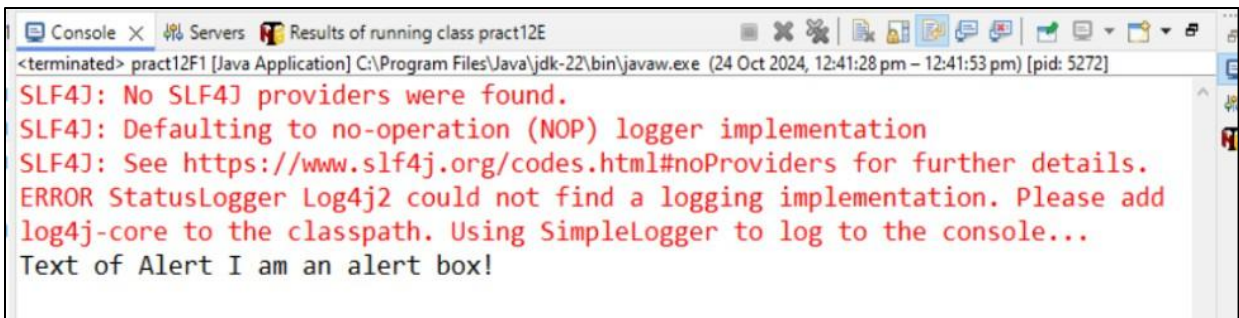 Console Servers Results of running class pract12E
<terminated> pract12F1 [Java Application] C:\Program Files\Java\jdk-22\bin\javaw.exe (24 Oct 2024, 12:41:28 pm – 12:41:53 pm) [pid: 5272]
SLF4J: No SLF4J providers were found.
SLF4J: Defaulting to no-operation (NOP) logger implementation
SLF4J: See https://www.slf4j.org/codes.html#noProviders for further details.
ERROR StatusLogger Log4j2 could not find a logging implementation. Please add
log4j-core to the classpath. Using SimpleLogger to log to the console...
Text of Alert I am an alert box!